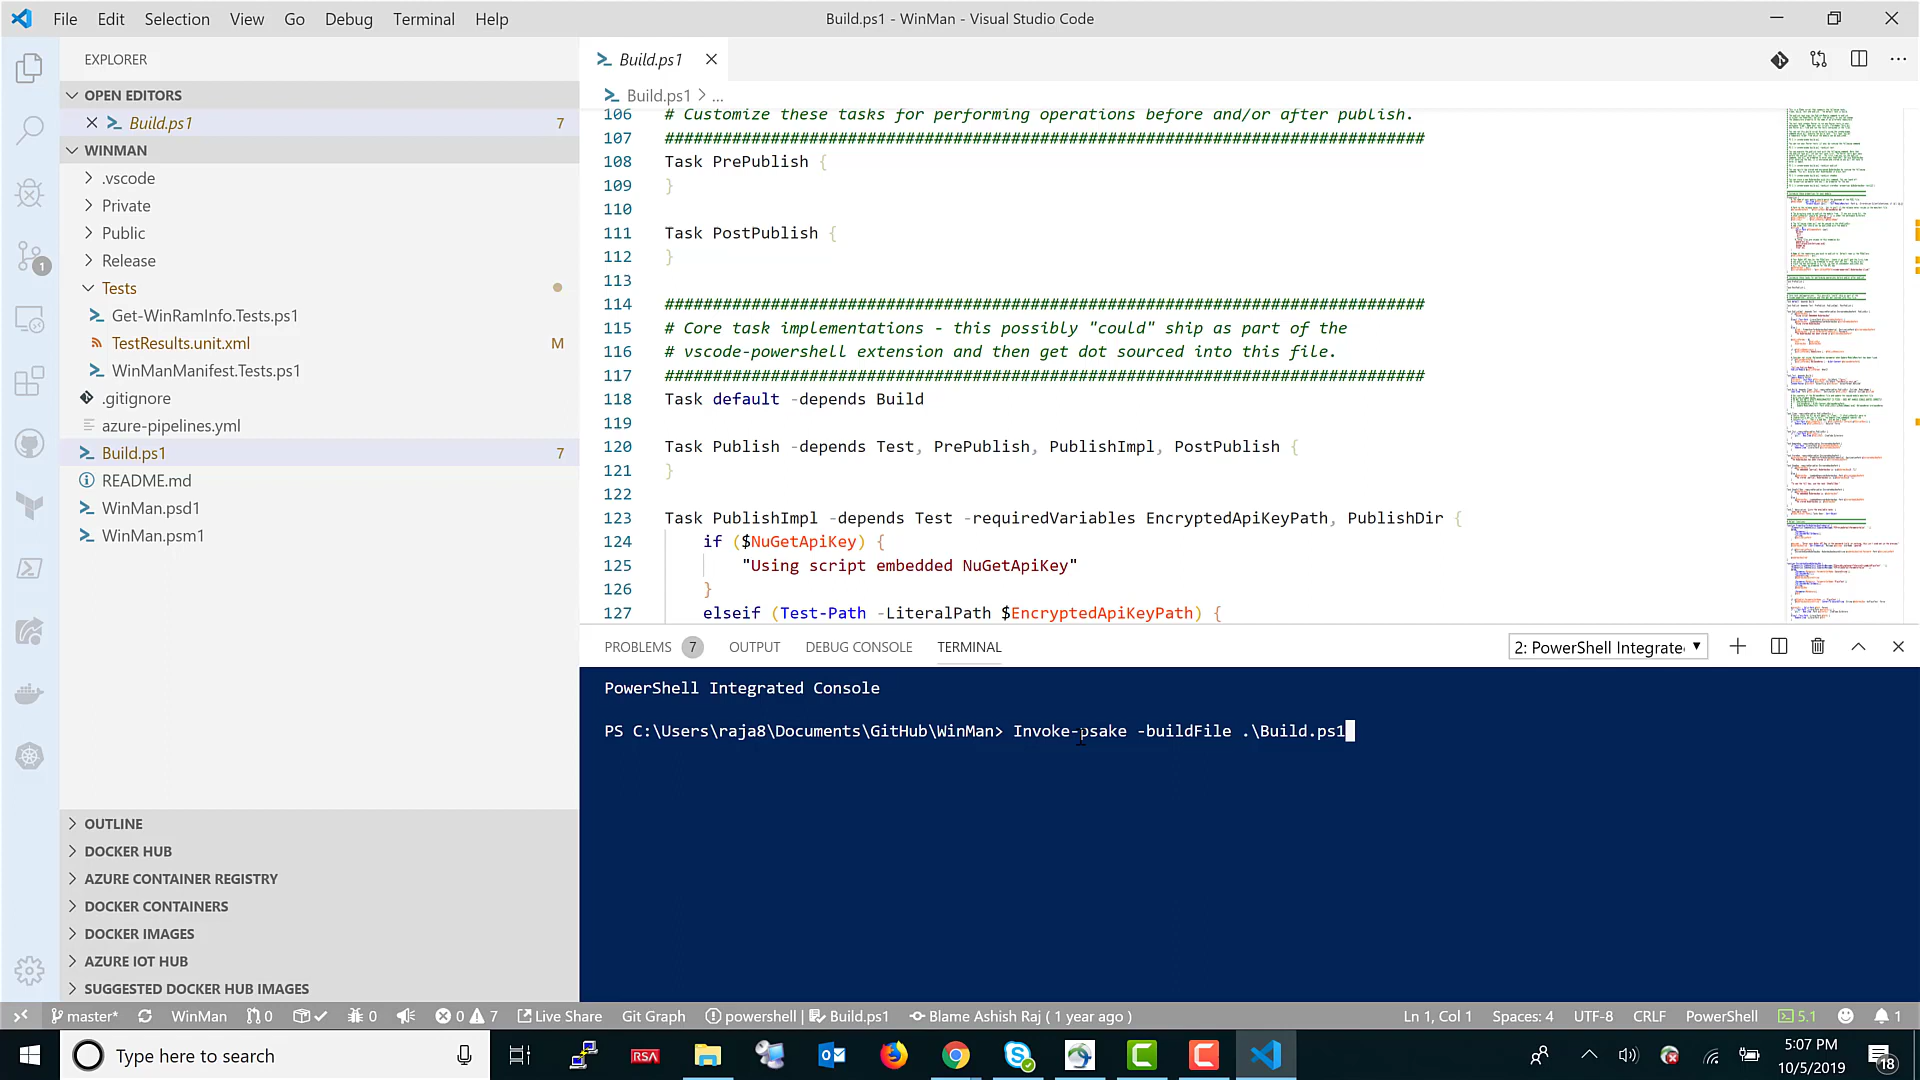 File Edit Selection View Go Debug Terminal Help
Build.ps1 - WinMan - Visual Studio Code
EXPLORER
OPEN EDITORS
Build.ps1 7
WINMAN
.vscode
Private
Public
Release
Tests
Get-WinRamInfo.Tests.ps1
TestResults.unit.xml M
WinManManifest.Tests.ps1
.gitignore
azure-pipelines.yml
Build.ps1 7
README.md
WinMan.psd1
WinMan.psm1
OUTLINE
DOCKER HUB
AZURE CONTAINER REGISTRY
DOCKER CONTAINERS
DOCKER IMAGES
AZURE IOT HUB
SUGGESTED DOCKER HUB IMAGES
1
Build.ps1
Build.ps1 > ...
106 # Customize these tasks for performing operations before and/or after publish.
107 ###############################################################################
108 Task PrePublish {
109 }
110
111 Task PostPublish {
112 }
113
114 ###############################################################################
115 # Core task implementations - this possibly "could" ship as part of the
116 # vscode-powershell extension and then get dot sourced into this file.
117 ###############################################################################
118 Task default -depends Build
119
120 Task Publish -depends Test, PrePublish, PublishImpl, PostPublish {
121 }
122
123 Task PublishImpl -depends Test -requiredVariables EncryptedApiKeyPath, PublishDir {
124 if ($NuGetApiKey) {
125 "Using script embedded NuGetApiKey"
126 }
127 elseif (Test-Path -LiteralPath $EncryptedApiKeyPath) {
PROBLEMS 7 OUTPUT DEBUG CONSOLE TERMINAL 2: PowerShell Integrate
PowerShell Integrated Console
PS C:\Users\raja8\Documents\GitHub\WinMan> Invoke-psake -buildFile .\Build.ps1
master* WinMan 0 0 0 7 Live Share Git Graph powershell | Build.ps1 Blame Ashish Raj ( 1 year ago ) Ln 1, Col 1 Spaces: 4 UTF-8 CRLF PowerShell 5.1 1
Type here to search
RSA
5:07 PM
10/5/2019
18